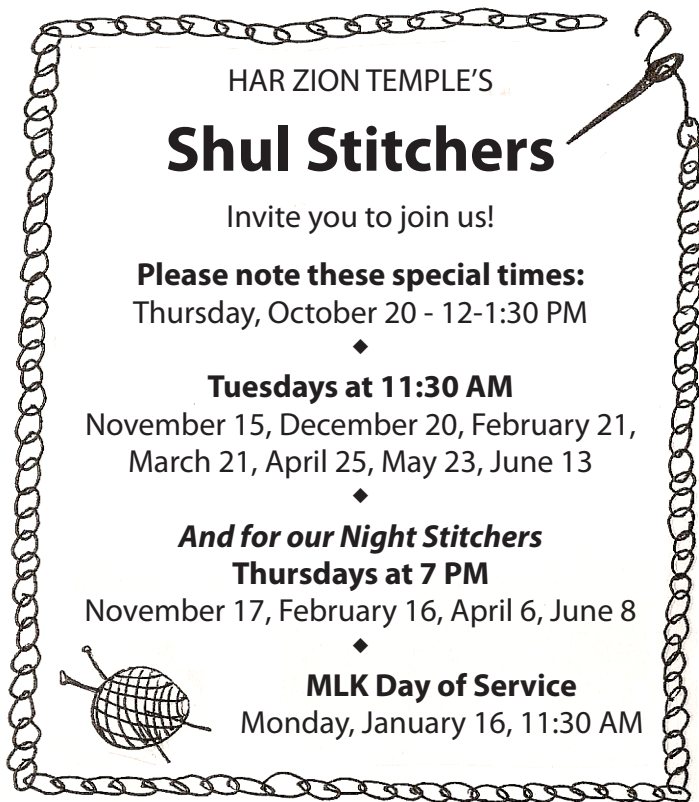 HAR ZION TEMPLE'S
Shul Stitchers
Invite you to join us!
Please note these special times:
Thursday, October 20 - 12-1:30 PM
Tuesdays at 11:30 AM
November 15, December 20, February 21,
March 21, April 25, May 23, June 13
And for our Night Stitchers
Thursdays at 7 PM
November 17, February 16, April 6, June 8
MLK Day of Service
Monday, January 16, 11:30 AM